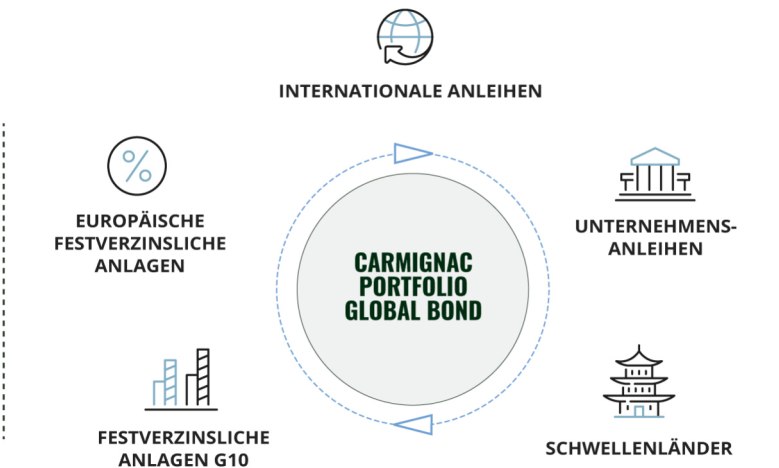 INTERNATIONALE ANLEIHEN
EUROPÄISCHE
FESTVERZINSLICHE
ANLAGEN
UNTERNEHMENS-
ANLEIHEN
CARMIGNAC
PORTFOLIO
GLOBAL BOND
FESTVERZINSLICHE
ANLAGEN G10
SCHWELLENLÄNDER